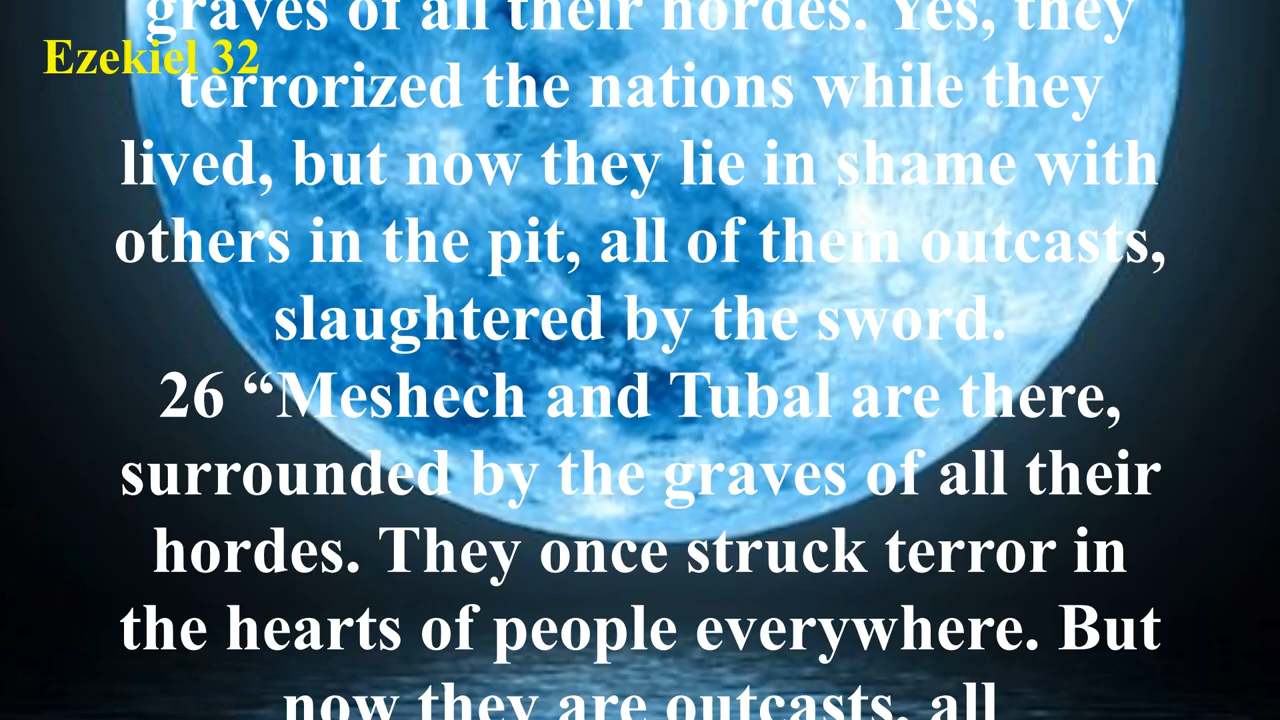 graves of all their hordes. Yes, they
Ezekiel 32
terrorized the nations while they
lived, but now they lie in shame with
others in the pit, all of them outcasts,
slaughtered by the sword.
26 “Meshech and Tubal are there,
surrounded by the graves of all their
hordes. They once struck terror in
the hearts of people everywhere. But
now they are outcasts, all